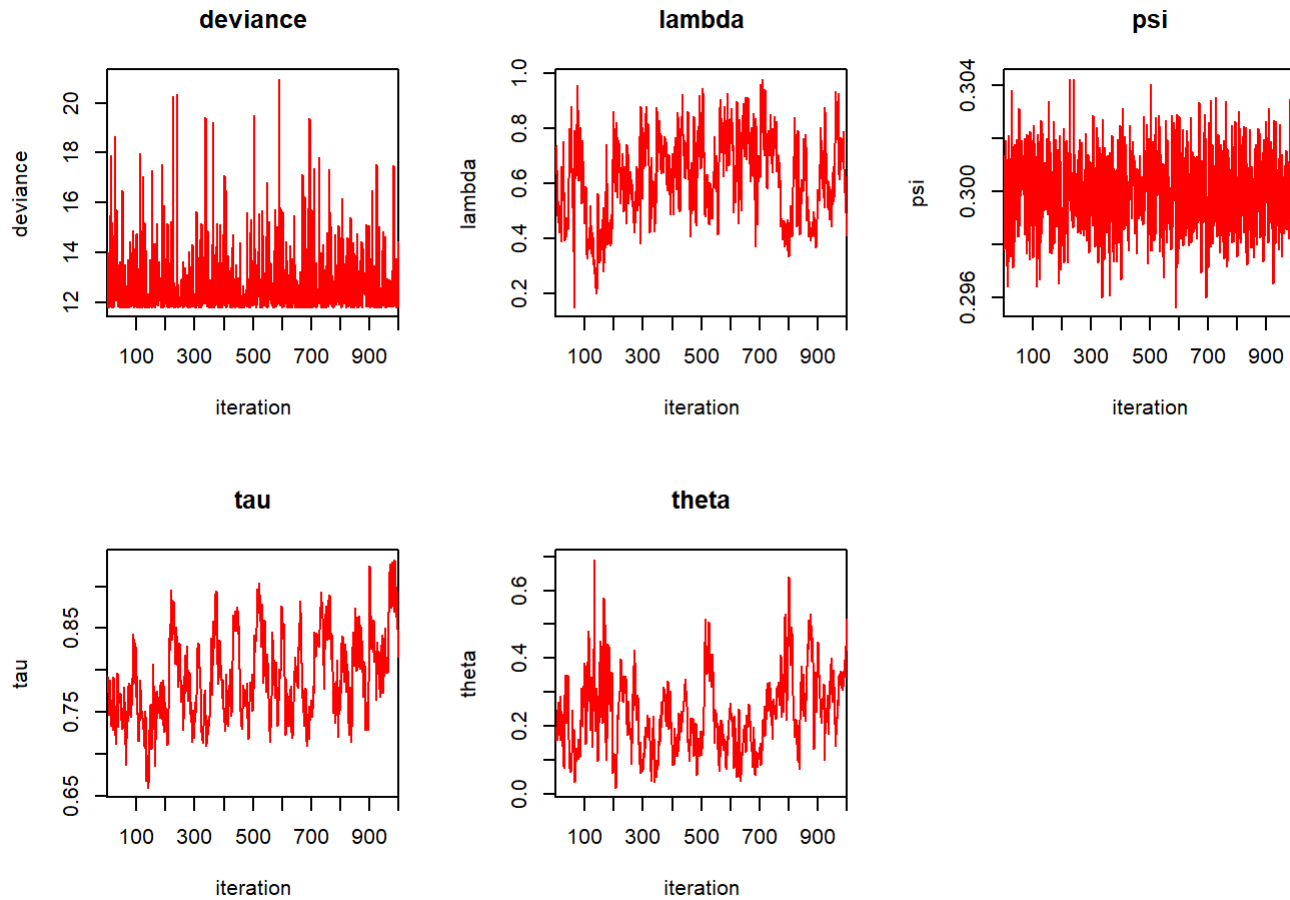 deviance
lambda
psi
deviance
12 14 16 18 20
100 300 500 700 900
iteration
lambda
0.2 0.4 0.6 0.8 1.0
100 300 500 700 900
iteration
psi
0.296 0.300 0.304
100 300 500 700 900
iteration
tau
theta
tau
0.65 0.75 0.85
100 300 500 700 900
iteration
theta
0.0 0.2 0.4 0.6
100 300 500 700 900
iteration